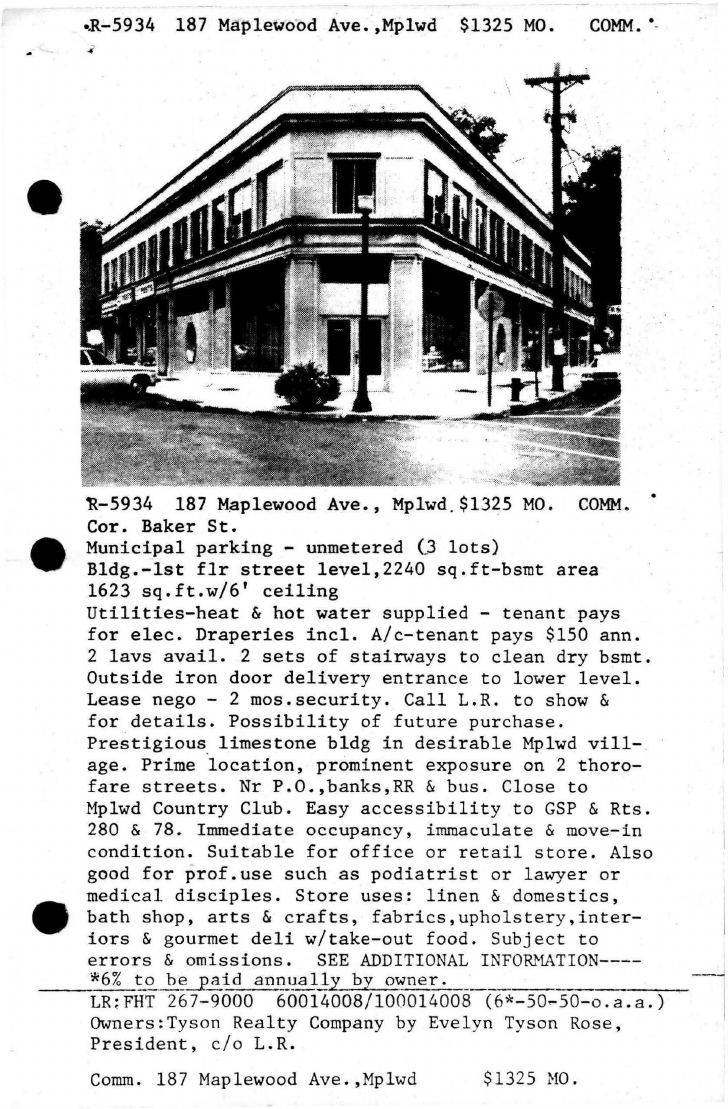 R-5934 187 Maplewood Ave.,Mplwd $1325 MO. COMM.
R-5934 187 Maplewood Ave., Mplwd. $1325 MO. COMM.
Cor. Baker St.
Municipal parking - unmetered (3 lots)
Bldg.-1st flr street level,2240 sq.ft-bsmt area
1623 sq.ft.w/6' ceiling
Utilities-heat & hot water supplied - tenant pays
for elec. Draperies incl. A/c-tenant pays $150 ann.
2 lavs avail. 2 sets of stairways to clean dry bsmt.
Outside iron door delivery entrance to lower level.
Lease nego - 2 mos.security. Call L.R. to show &
for details. Possibility of future purchase.
Prestigious limestone bldg in desirable Mplwd vill-
age. Prime location, prominent exposure on 2 thoro-
fare streets. Nr P.O.,banks,RR & bus. Close to
Mplwd Country Club. Easy accessibility to GSP & Rts.
280 & 78. Immediate occupancy, immaculate & move-in
condition. Suitable for office or retail store. Also
good for prof.use such as podiatrist or lawyer or
medical disciples. Store uses: linen & domestics,
bath shop, arts & crafts, fabrics,upholstery,inter-
iors & gourmet deli w/take-out food. Subject to
errors & omissions. SEE ADDITIONAL INFORMATION----
*6% to be paid annually by owner.
LR:FHT 267-9000 60014008/100014008 (6*-50-50-o.a.a.)
Owners:Tyson Realty Company by Evelyn Tyson Rose,
President, c/o L.R.
Comm. 187 Maplewood Ave.,Mplwd $1325 MO.